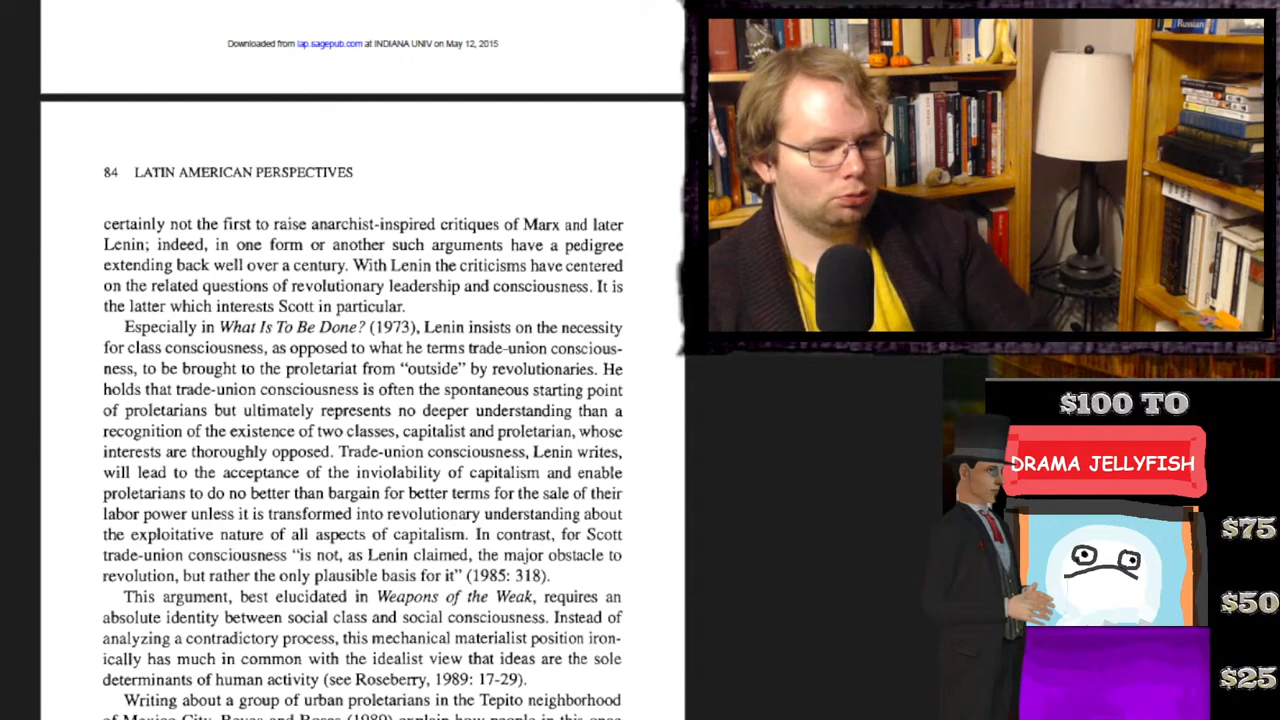 Downloaded from lap.sagepub.com at INDIANA UNIV on May 12, 2015
84 LATIN AMERICAN PERSPECTIVES
certainly not the first to raise anarchist-inspired critiques of Marx and later
Lenin; indeed, in one form or another such arguments have a pedigree
extending back well over a century. With Lenin the criticisms have centered
on the related questions of revolutionary leadership and consciousness. It is
the latter which interests Scott in particular.
Especially in What Is To Be Done? (1973), Lenin insists on the necessity
for class consciousness, as opposed to what he terms trade-union conscious-
ness, to be brought to the proletariat from “outside” by revolutionaries. He
holds that trade-union consciousness is often the spontaneous starting point
of proletarians but ultimately represents no deeper understanding than a
recognition of the existence of two classes, capitalist and proletarian, whose
interests are thoroughly opposed. Trade-union consciousness, Lenin writes,
will lead to the acceptance of the inviolability of capitalism and enable
proletarians to do no better than bargain for better terms for the sale of their
labor power unless it is transformed into revolutionary understanding about
the exploitative nature of all aspects of capitalism. In contrast, for Scott
trade-union consciousness “is not, as Lenin claimed, the major obstacle to
revolution, but rather the only plausible basis for it” (1985: 318).
This argument, best elucidated in Weapons of the Weak, requires an
absolute identity between social class and social consciousness. Instead of
analyzing a contradictory process, this mechanical materialist position iron-
ically has much in common with the idealist view that ideas are the sole
determinants of human activity (see Roseberry, 1989: 17-29).
Writing about a group of urban proletarians in the Tepito neighborhood
Russian
$100 TO
DRAMA JELLYFISH
$75
$50
$25